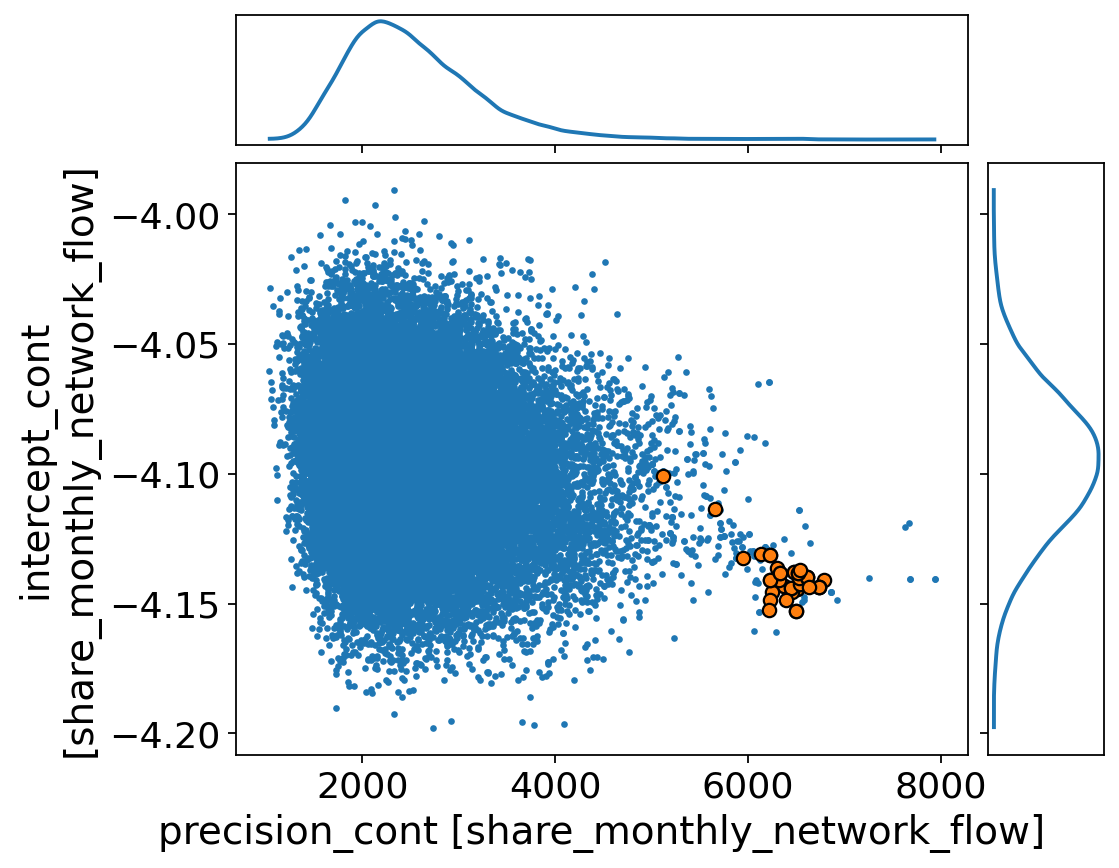 −4.00
−4.05
−4.10
−4.15
−4.20
intercept_cont
[share_monthly_network_flow]
2000 4000 6000 8000
precision_cont [share_monthly_network_flow]